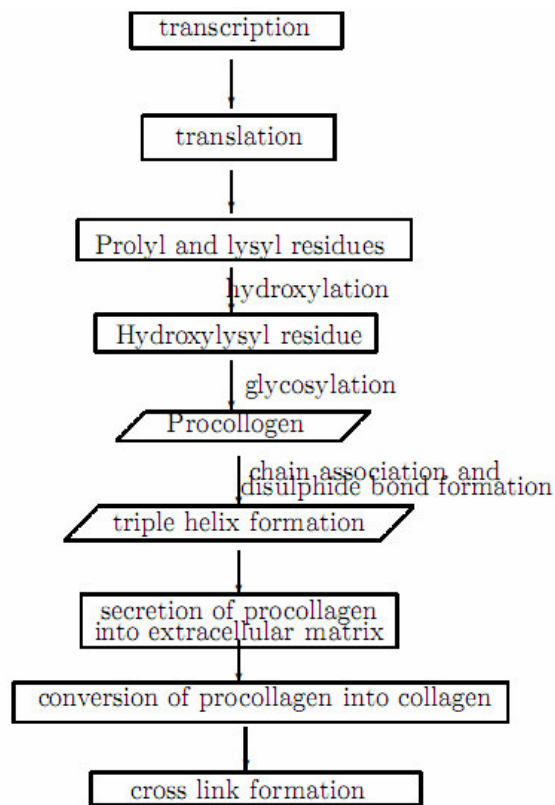 transcription
translation
Prolyl and lysyl residues
hydroxylation
Hydroxylysyl residue
glycosylation
Procollogen
chain association and
disulphide bond formation
triple helix formation
secretion of procollagen
into extracellular matrix
conversion of procollagen into collagen
cross link formation